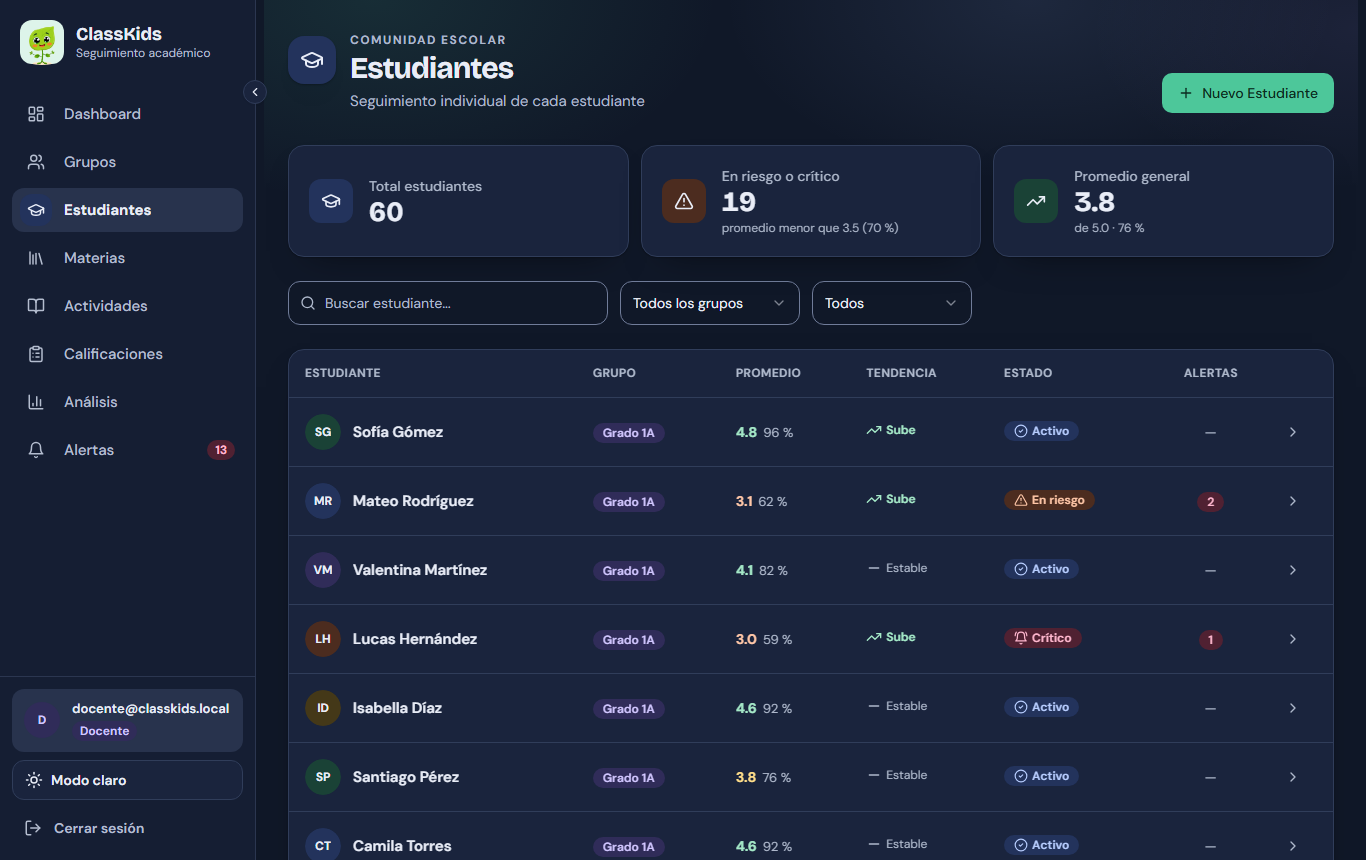 ClassKids
Seguimiento académico
Dashboard
Grupos
Estudiantes
Materias
Actividades
Calificaciones
Análisis
Alertas 13
D docente@classkids.local
Docente
Modo claro
Cerrar sesión
COMUNIDAD ESCOLAR
Estudiantes
Seguimiento individual de cada estudiante
Nuevo Estudiante
Total estudiantes
60
En riesgo o crítico
19
promedio menor que 3.5 (70 %)
Promedio general
3.8
de 5.0 · 76 %
Buscar estudiante... Todos los grupos Todos
ESTUDIANTE GRUPO PROMEDIO TENDENCIA ESTADO ALERTAS
SG Sofía Gómez Grado 1A 4.8 96 % Sube Activo —
MR Mateo Rodríguez Grado 1A 3.1 62 % Sube En riesgo 2
VM Valentina Martínez Grado 1A 4.1 82 % Estable Activo —
LH Lucas Hernández Grado 1A 3.0 59 % Sube Crítico 1
ID Isabella Díaz Grado 1A 4.6 92 % Estable Activo —
SP Santiago Pérez Grado 1A 3.8 76 % Estable Activo —
CT Camila Torres Grado 1A 4.6 92 % Estable Activo —